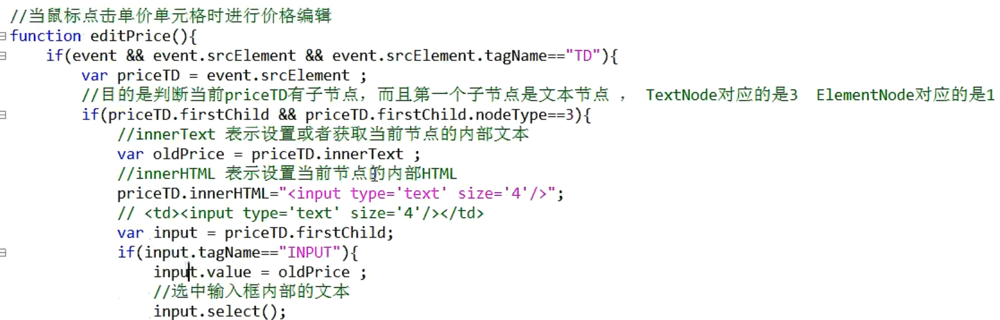 //当鼠标点击单价单元格时进行价格编辑
function editPrice(){
if(event && event.srcElement && event.srcElement.tagName=="TD"){
var priceTD = event.srcElement ;
//目的是判断当前priceTD有子节点，而且第一个子节点是文本节点 ， TextNode对应的是3 ElementNode对应的是1
if(priceTD.firstChild && priceTD.firstChild.nodeType==3){
//innerText 表示设置或者获取当前节点的内部文本
var oldPrice = priceTD.innerText ;
//innerHTML 表示设置当前节点的内部HTML
priceTD.innerHTML="<input type='text' size='4'/>";
// <td><input type='text' size='4'/></td>
var input = priceTD.firstChild;
if(input.tagName=="INPUT"){
input.value = oldPrice ;
//选中输入框内部的文本
input.select();